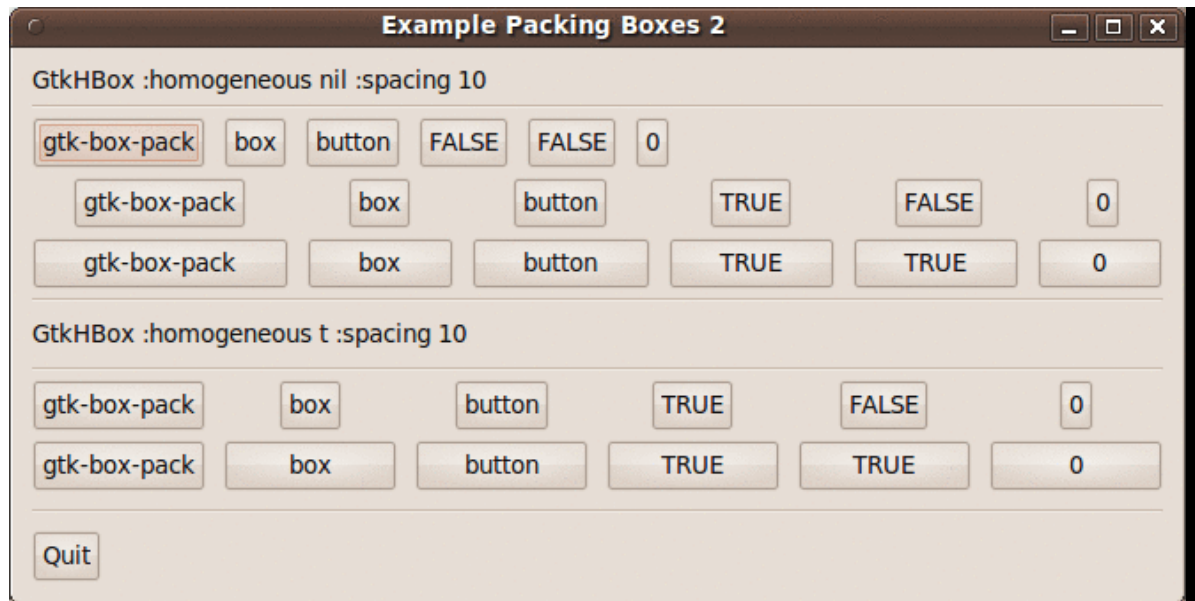 Example Packing Boxes 2
GtkHBox :homogeneous nil :spacing 10
gtk-box-pack box button FALSE FALSE 0
gtk-box-pack box button TRUE FALSE 0
gtk-box-pack box button TRUE TRUE 0
GtkHBox :homogeneous t :spacing 10
gtk-box-pack box button TRUE FALSE 0
gtk-box-pack box button TRUE TRUE 0
Quit